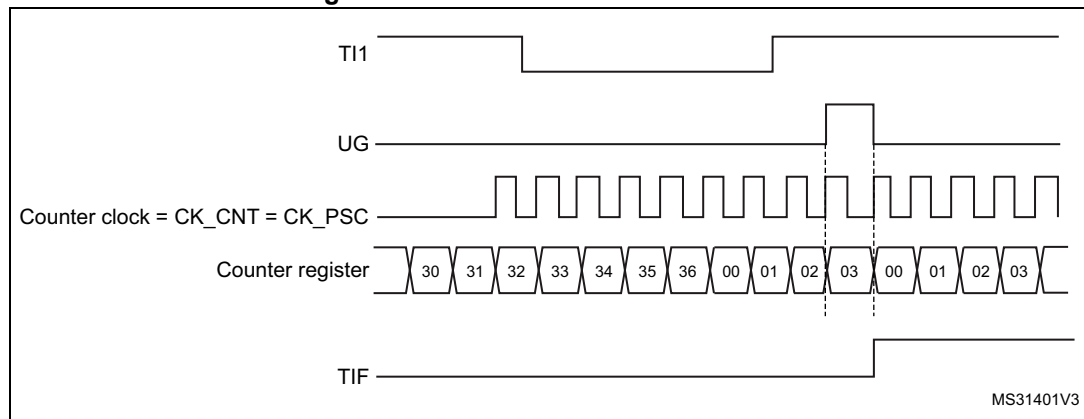 TI1
UG
Counter clock = CK_CNT = CK_PSC
Counter register 30 31 32 33 34 35 36 00 01 02 03 00 01 02 03
TIF
MS31401V3